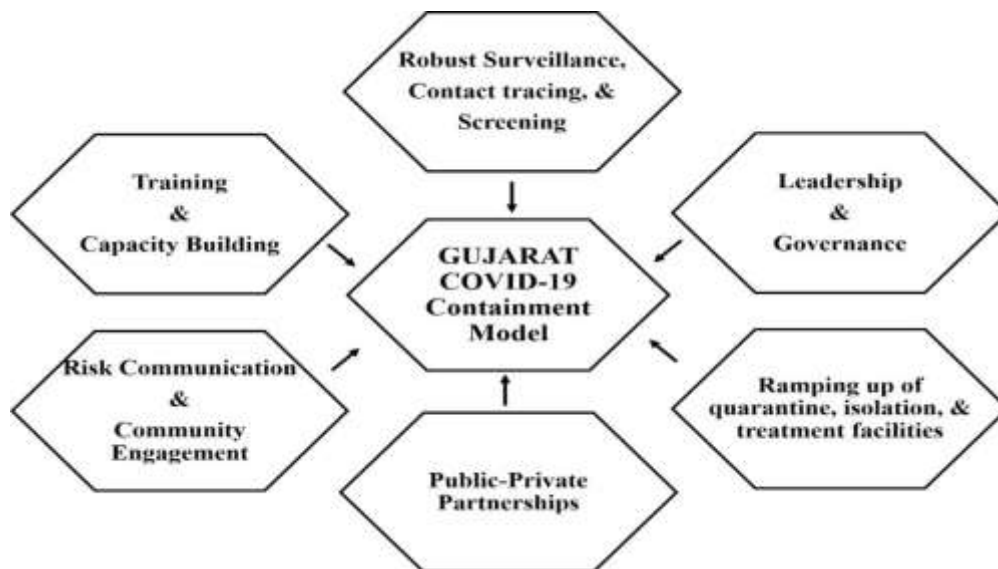 Robust Surveillance,
Contact tracing, &
Screening
Training
&
Capacity Building
Leadership
&
Governance
GUJARAT
COVID-19
Containment
Model
Risk Communication
&
Community
Engagement
Ramping up of
quarantine, isolation, &
treatment facilities
Public-Private
Partnerships